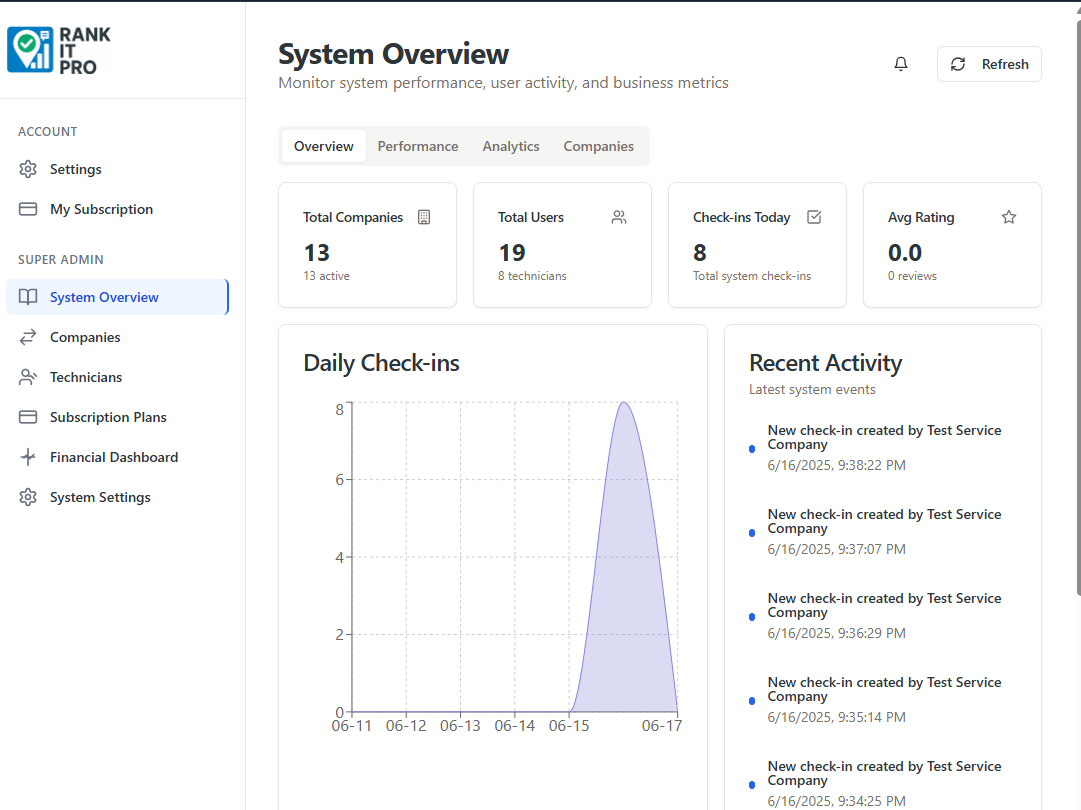 RANK
IT
PRO
ACCOUNT
Settings
My Subscription
SUPER ADMIN
System Overview
Companies
Technicians
Subscription Plans
Financial Dashboard
System Settings
System Overview
Monitor system performance, user activity, and business metrics
Refresh
Overview Performance Analytics Companies
Total Companies
13
13 active
Total Users
19
8 technicians
Check-ins Today
8
Total system check-ins
Avg Rating
0.0
0 reviews
Daily Check-ins
8
6
4
2
0
06-11 06-12 06-13 06-14 06-15 06-17
Recent Activity
Latest system events
New check-in created by Test Service
Company
6/16/2025, 9:38:22 PM
New check-in created by Test Service
Company
6/16/2025, 9:37:07 PM
New check-in created by Test Service
Company
6/16/2025, 9:36:29 PM
New check-in created by Test Service
Company
6/16/2025, 9:35:14 PM
New check-in created by Test Service
Company
6/16/2025, 9:34:25 PM